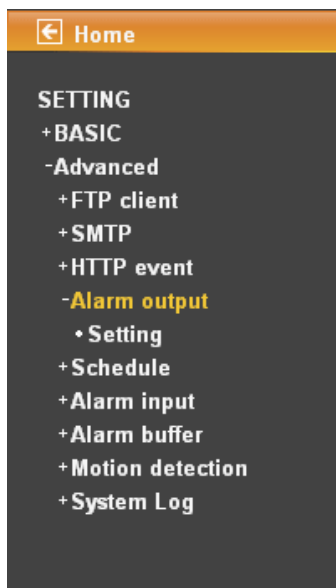 Home
SETTING
+BASIC
-Advanced
+FTP client
+SMTP
+HTTP event
-Alarm output
• Setting
+Schedule
+Alarm input
+Alarm buffer
+Motion detection
+System Log